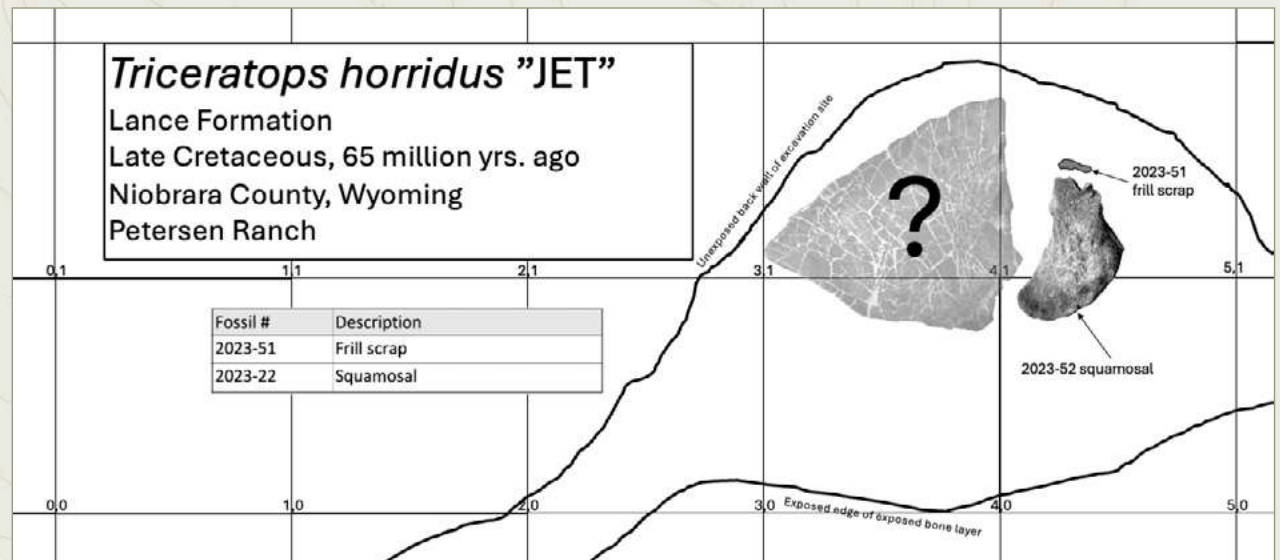 Triceratops horridus ”JET”
Lance Formation
Late Cretaceous, 65 million yrs. ago
Niobrara County, Wyoming
Petersen Ranch
Unexposed back wall of excavation site
?
2023-51
frill scrap
0,1
1,1
2,1
3,1
4,1
5,1
Fossil # Description
2023-51 Frill scrap
2023-22 Squamosal
2023-52 squamosal
0,0
1,0
2,0
3,0
4,0
5,0
Exposed edge of exposed bone layer